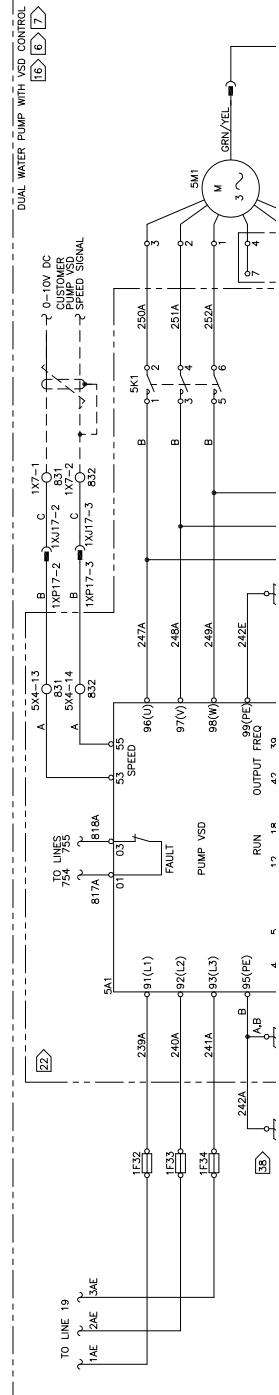 DUAL WATER PUMP WITH VSD CONTROL
16 6 7
0-10V DC
CUSTOMER
PUMP VSD
SPEED SIGNAL
1X7-1
831
1X7-2
832
C
C
1XJ17-2
1XP17-2
1XJ17-3
1XP17-3
B
B
5X4-13
831
5X4-14
832
A
A
53
55
SPEED
TO LINES
754 755
817A
818A
01
03
FAULT
22
5A1
PUMP VSD
TO LINE 19
1AE
2AE
3AE
1F32
1F33
1F34
239A
240A
241A
242A
91(L1)
92(L2)
93(L3)
95(PE)
B
A,B
38
96(U)
97(V)
98(W)
99(PE)
247A
248A
249A
242E
B
B
B
5K1
1 2
3 4
5 6
250A
251A
252A
3
2
1
4
7
5M1
M
3
GRN/YEL
RUN
OUTPUT FREQ
4 5 12 18 42 39